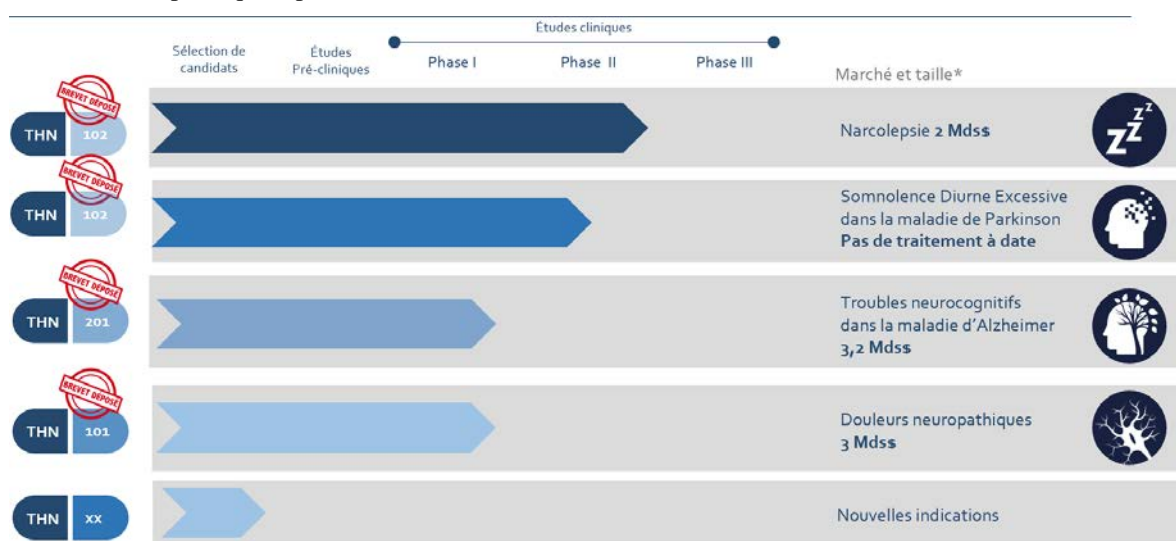 Études cliniques
Sélection de
candidats
Études
Pré-cliniques
Phase I
Phase II
Phase III
Marché et taille*
BREVET DÉPOSÉ
THN 102
Narcolepsie 2 Mds$
zzz
BREVET DÉPOSÉ
THN 102
Somnolence Diurne Excessive
dans la maladie de Parkinson
Pas de traitement à date
BREVET DÉPOSÉ
THN 201
Troubles neurocognitifs
dans la maladie d'Alzheimer
3,2 Mds$
BREVET DÉPOSÉ
THN 101
Douleurs neuropathiques
3 Mds$
THN xx
Nouvelles indications